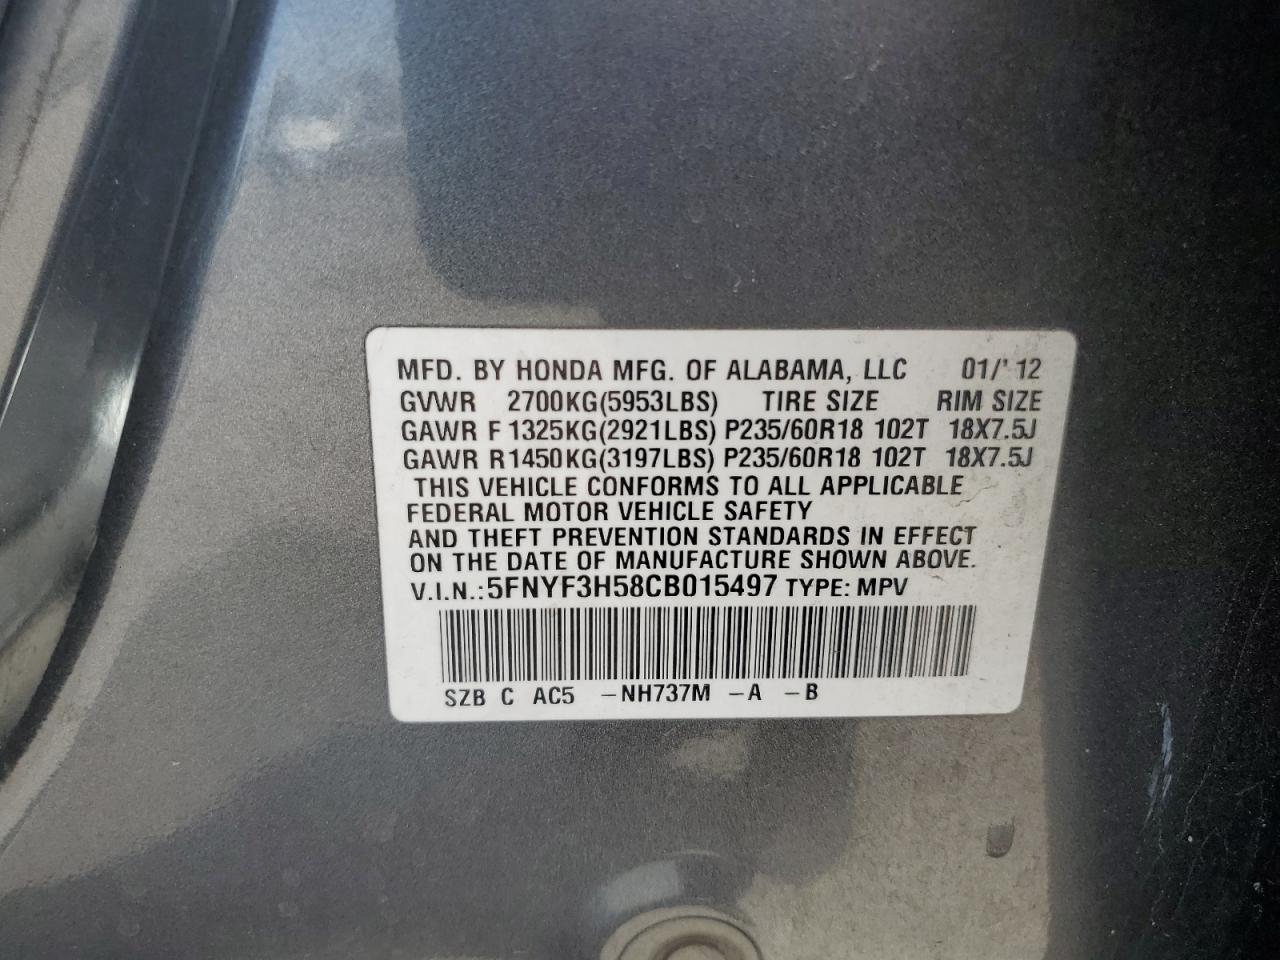 MFD. BY HONDA MFG. OF ALABAMA, LLC 01/'12
GVWR 2700KG(5953LBS) TIRE SIZE RIM SIZE
GAWR F 1325KG(2921LBS) P235/60R18 102T 18X7.5J
GAWR R1450KG(3197LBS) P235/60R18 102T 18X7.5J
THIS VEHICLE CONFORMS TO ALL APPLICABLE
FEDERAL MOTOR VEHICLE SAFETY
AND THEFT PREVENTION STANDARDS IN EFFECT
ON THE DATE OF MANUFACTURE SHOWN ABOVE.
V.I.N.:5FNYF3H58CB015497 TYPE: MPV
SZB C AC5 -NH737M -A -B